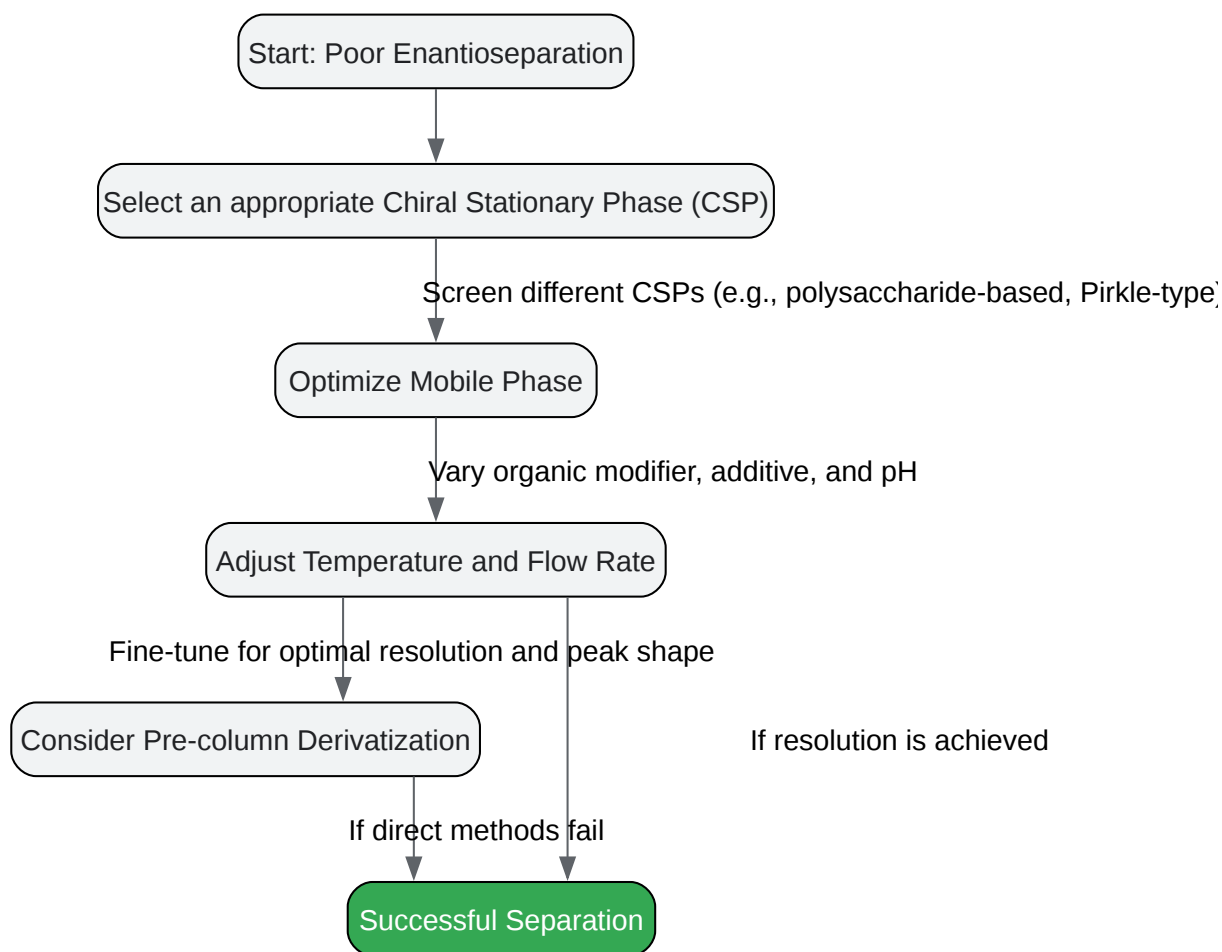 Start: Poor Enantioseparation
Select an appropriate Chiral Stationary Phase (CSP)
Screen different CSPs (e.g., polysaccharide-based, Pirkle-type)
Optimize Mobile Phase
Vary organic modifier, additive, and pH
Adjust Temperature and Flow Rate
Fine-tune for optimal resolution and peak shape
Consider Pre-column Derivatization
If resolution is achieved
If direct methods fail
Successful Separation